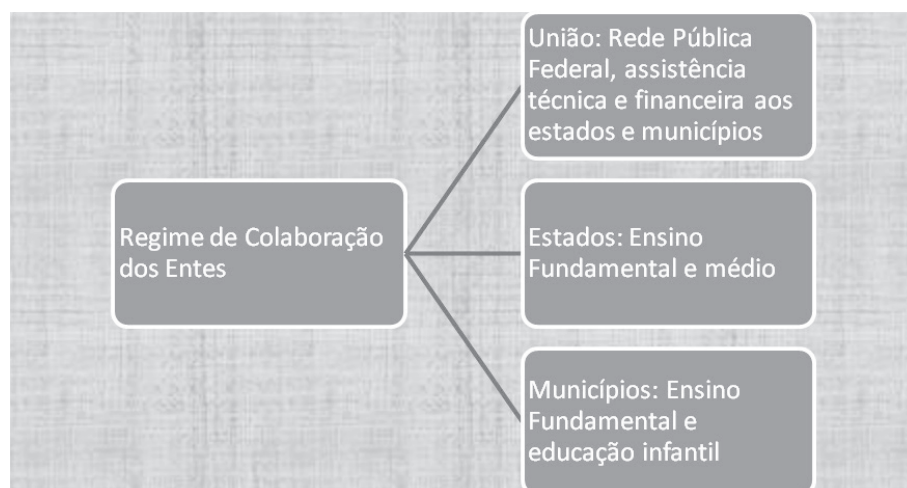 União: Rede Pública
Federal, assistência
técnica e financeira aos
estados e municípios
Regime de Colaboração
dos Entes
Estados: Ensino
Fundamental e médio
Municípios: Ensino
Fundamental e
educação infantil